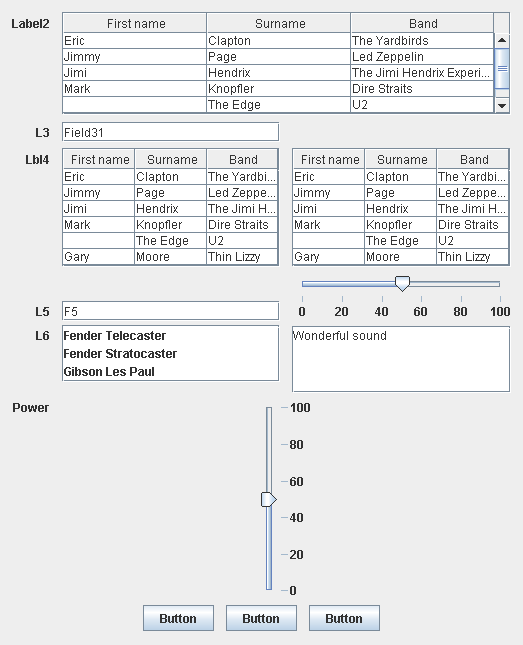 Label2 First name Surname Band
Eric Clapton The Yardbirds
Jimmy Page Led Zeppelin
Jimi Hendrix The Jimi Hendrix Experi...
Mark Knopfler Dire Straits
The Edge U2
L3 Field31
Lbl4 First name Surname Band First name Surname Band
Eric Clapton The Yardbi... Eric Clapton The Yardbi...
Jimmy Page Led Zeppe... Jimmy Page Led Zeppe...
Jimi Hendrix The Jimi H... Jimi Hendrix The Jimi H...
Mark Knopfler Dire Straits Mark Knopfler Dire Straits
The Edge U2 The Edge U2
Gary Moore Thin Lizzy Gary Moore Thin Lizzy
L5 F5 0 20 40 60 80 100
L6 Fender Telecaster Wonderful sound
Fender Stratocaster
Gibson Les Paul
Power 100
80
60
40
20
0
Button Button Button